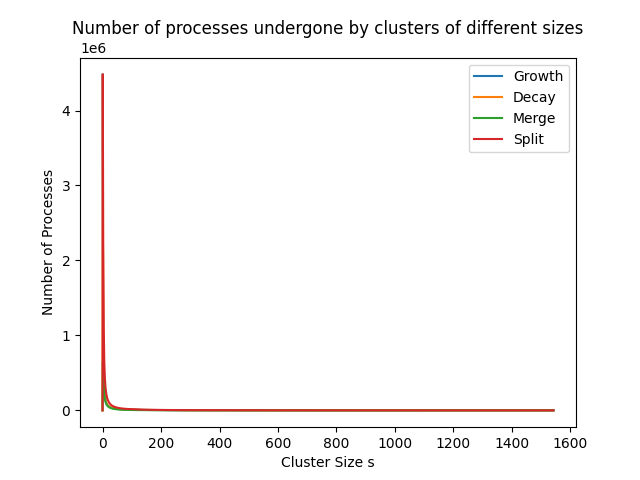 Number of processes undergone by clusters of different sizes
1e6
Growth
Decay
Merge
Split
4
3
2
1
0
Number of Processes
0 200 400 600 800 1000 1200 1400 1600
Cluster Size s